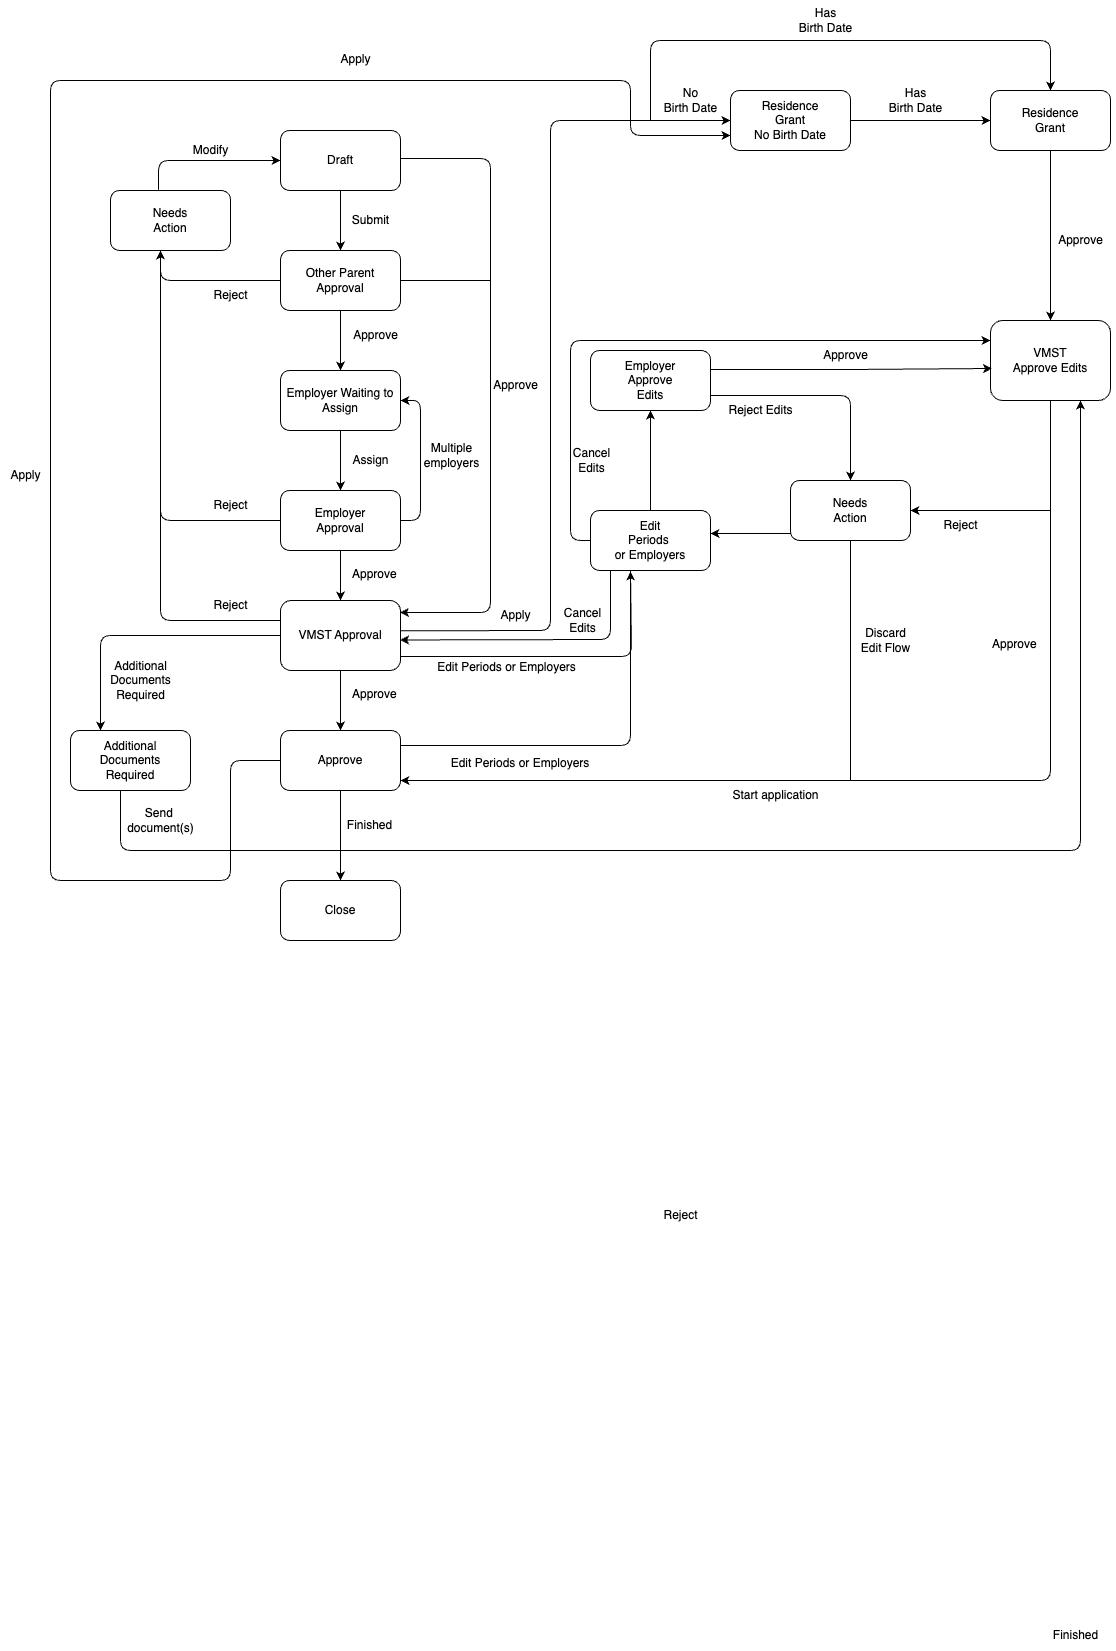 Has
Birth Date
Apply
No
Birth Date
Has
Birth Date
Residence
Grant
No Birth Date
Residence
Grant
Modify
Draft
Needs
Action
Submit
Approve
Other Parent
Approval
Reject
Approve
VMST
Approve Edits
Employer
Approve
Edits
Approve
Employer Waiting to
Assign
Approve
Reject Edits
Multiple
employers
Cancel
Edits
Assign
Apply
Reject
Employer
Approval
Needs
Action
Edit
Periods
or Employers
Reject
Approve
Reject
VMST Approval
Apply
Cancel
Edits
Discard
Edit Flow
Approve
Edit Periods or Employers
Additional
Documents
Required
Approve
Additional
Documents
Required
Approve
Edit Periods or Employers
Start application
Send
document(s)
Finished
Close
Reject
Finished